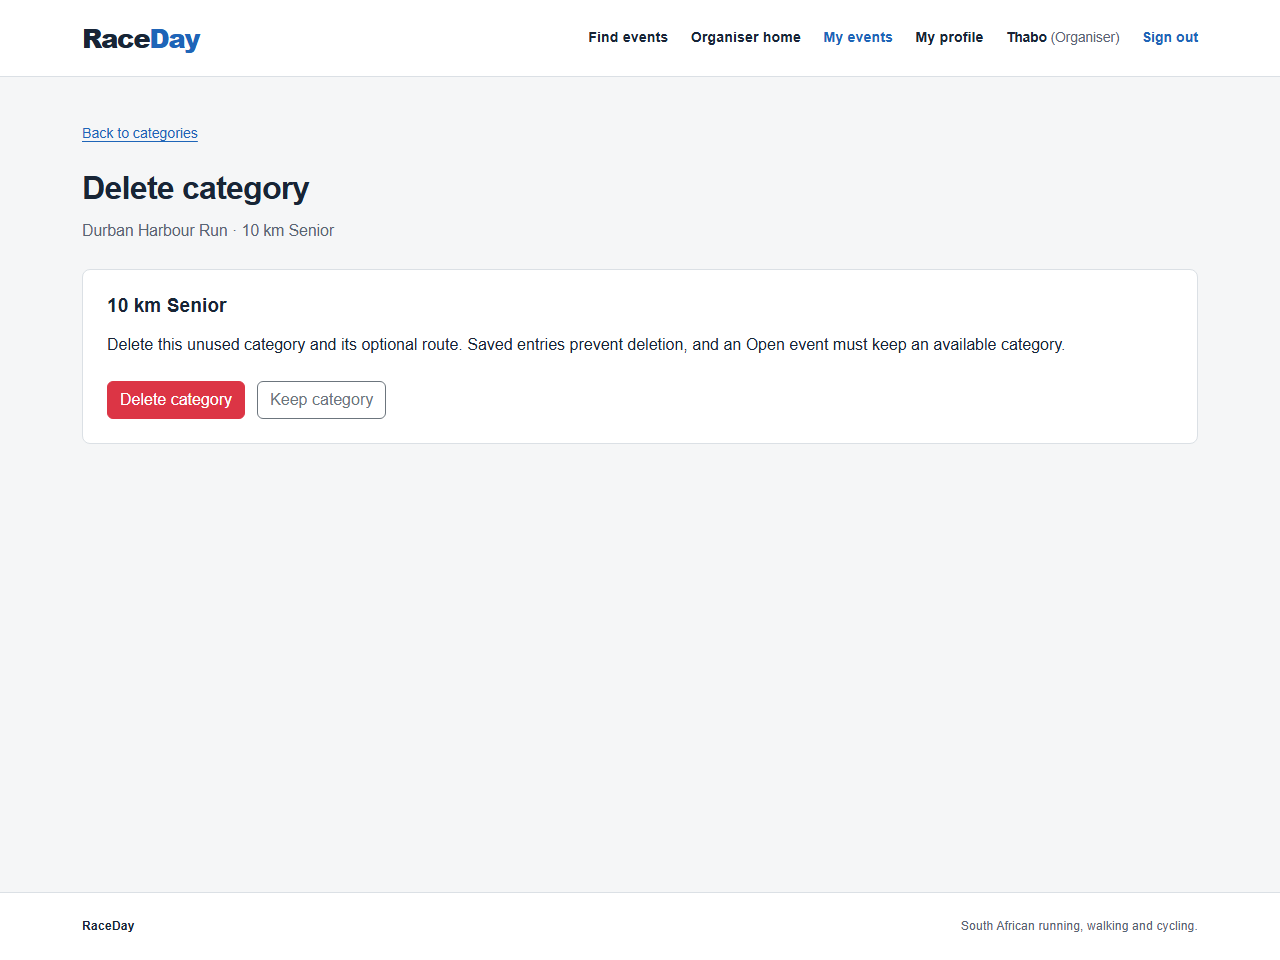 RaceDay
Find events
Organiser home
My events
My profile
Thabo (Organiser)
Sign out
Back to categories
Delete category
Durban Harbour Run · 10 km Senior
10 km Senior
Delete this unused category and its optional route. Saved entries prevent deletion, and an Open event must keep an available category.
Delete category
Keep category
RaceDay
South African running, walking and cycling.